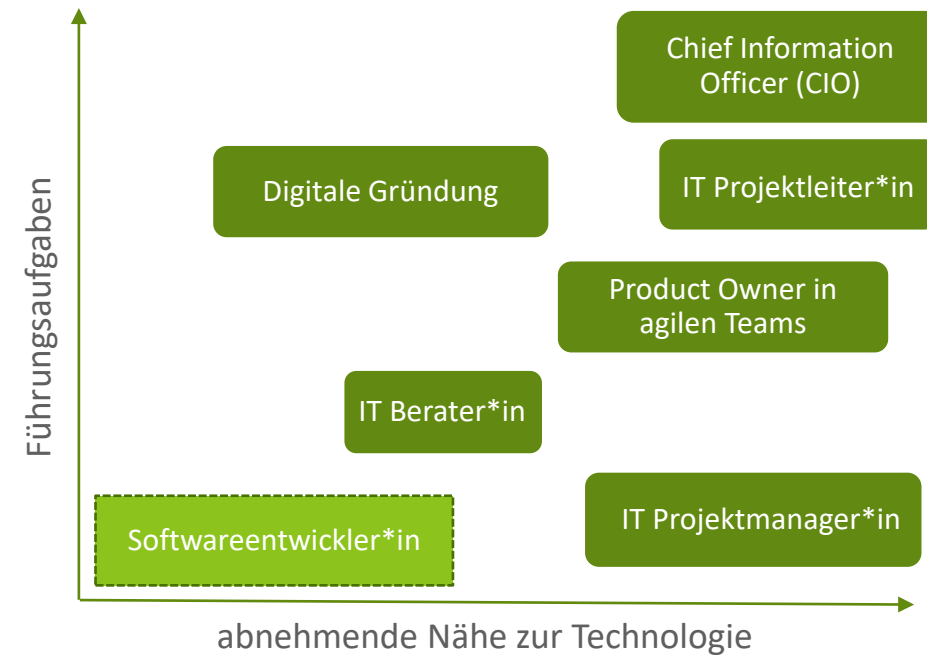 Chief Information
Officer (CIO)
Digitale Gründung
IT Projektleiter*in
Product Owner in
agilen Teams
IT Berater*in
Softwareentwickler*in
IT Projektmanager*in
Führungsaufgaben
abnehmende Nähe zur Technologie